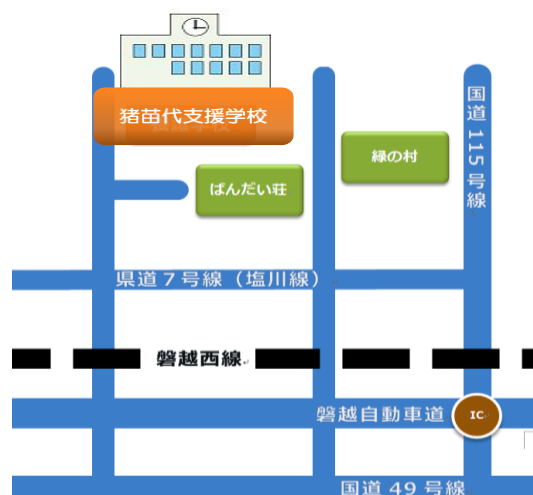 猪苗代支援学校
緑の村
ばんだい荘
国道115号線
県道７号線（塩川線）
磐越西線
磐越自動車道
IC
国道 49 号線